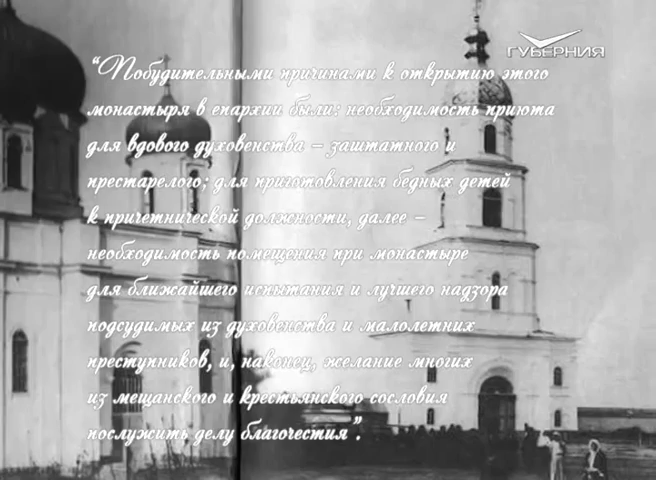 ГУБЕРНИЯ
“Побудительными причинами к открытию этого
монастыря в епархии были: необходимость приюта
для вдового духовенства – заштатного и
престарелого; для приготовления бедных детей
к причетнической должности, далее –
необходимость помещения при монастыре
для ближайшего испытания и лучшего надзора
подсудимых из духовенства и малолетних
преступников, и, наконец, желание многих
из мещанского и крестьянского сословия
послужить делу благочестия”.